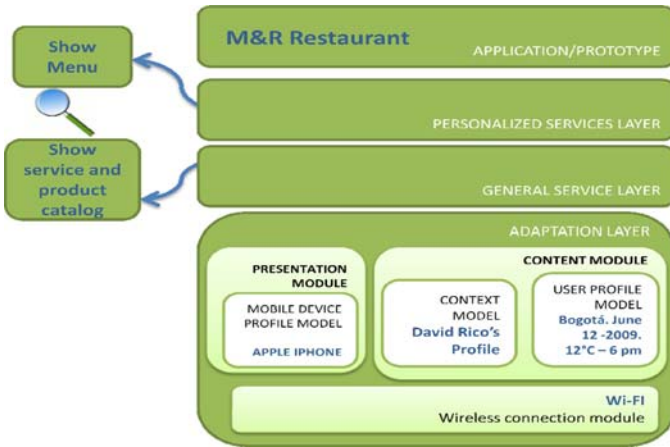 Show
Menu
M&R Restaurant
APPLICATION/PROTOTYPE
PERSONALIZED SERVICES LAYER
Show
service and
product
catalog
GENERAL SERVICE LAYER
ADAPTATION LAYER
PRESENTATION
MODULE
MOBILE DEVICE
PROFILE MODEL
APPLE IPHONE
CONTENT MODULE
CONTEXT
MODEL
David Rico's
Profile
USER PROFILE
MODEL
Bogotá. June
12 -2009.
12°C – 6 pm
Wi-FI
Wireless connection module